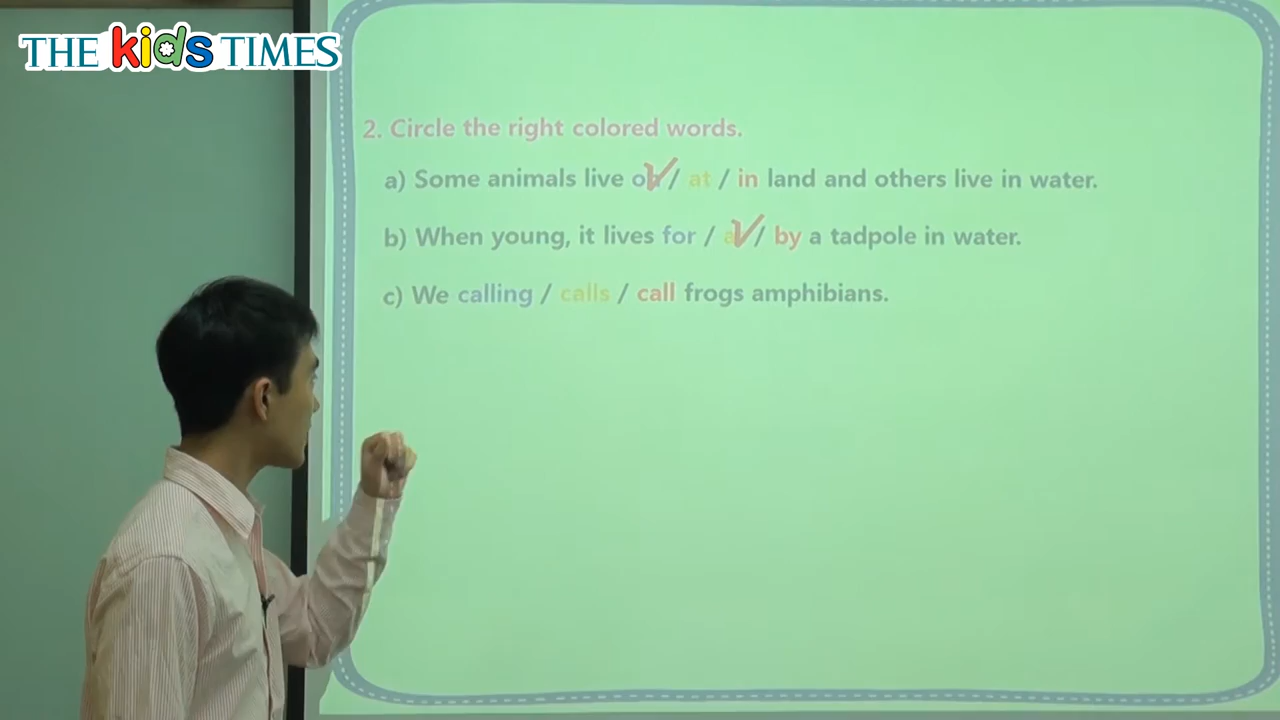 THE kids TIMES
2. Circle the right colored words.
a) Some animals live / at / in land and others live in water.
b) When young, it lives for / / by a tadpole in water.
c) We calling / calls / call frogs amphibians.